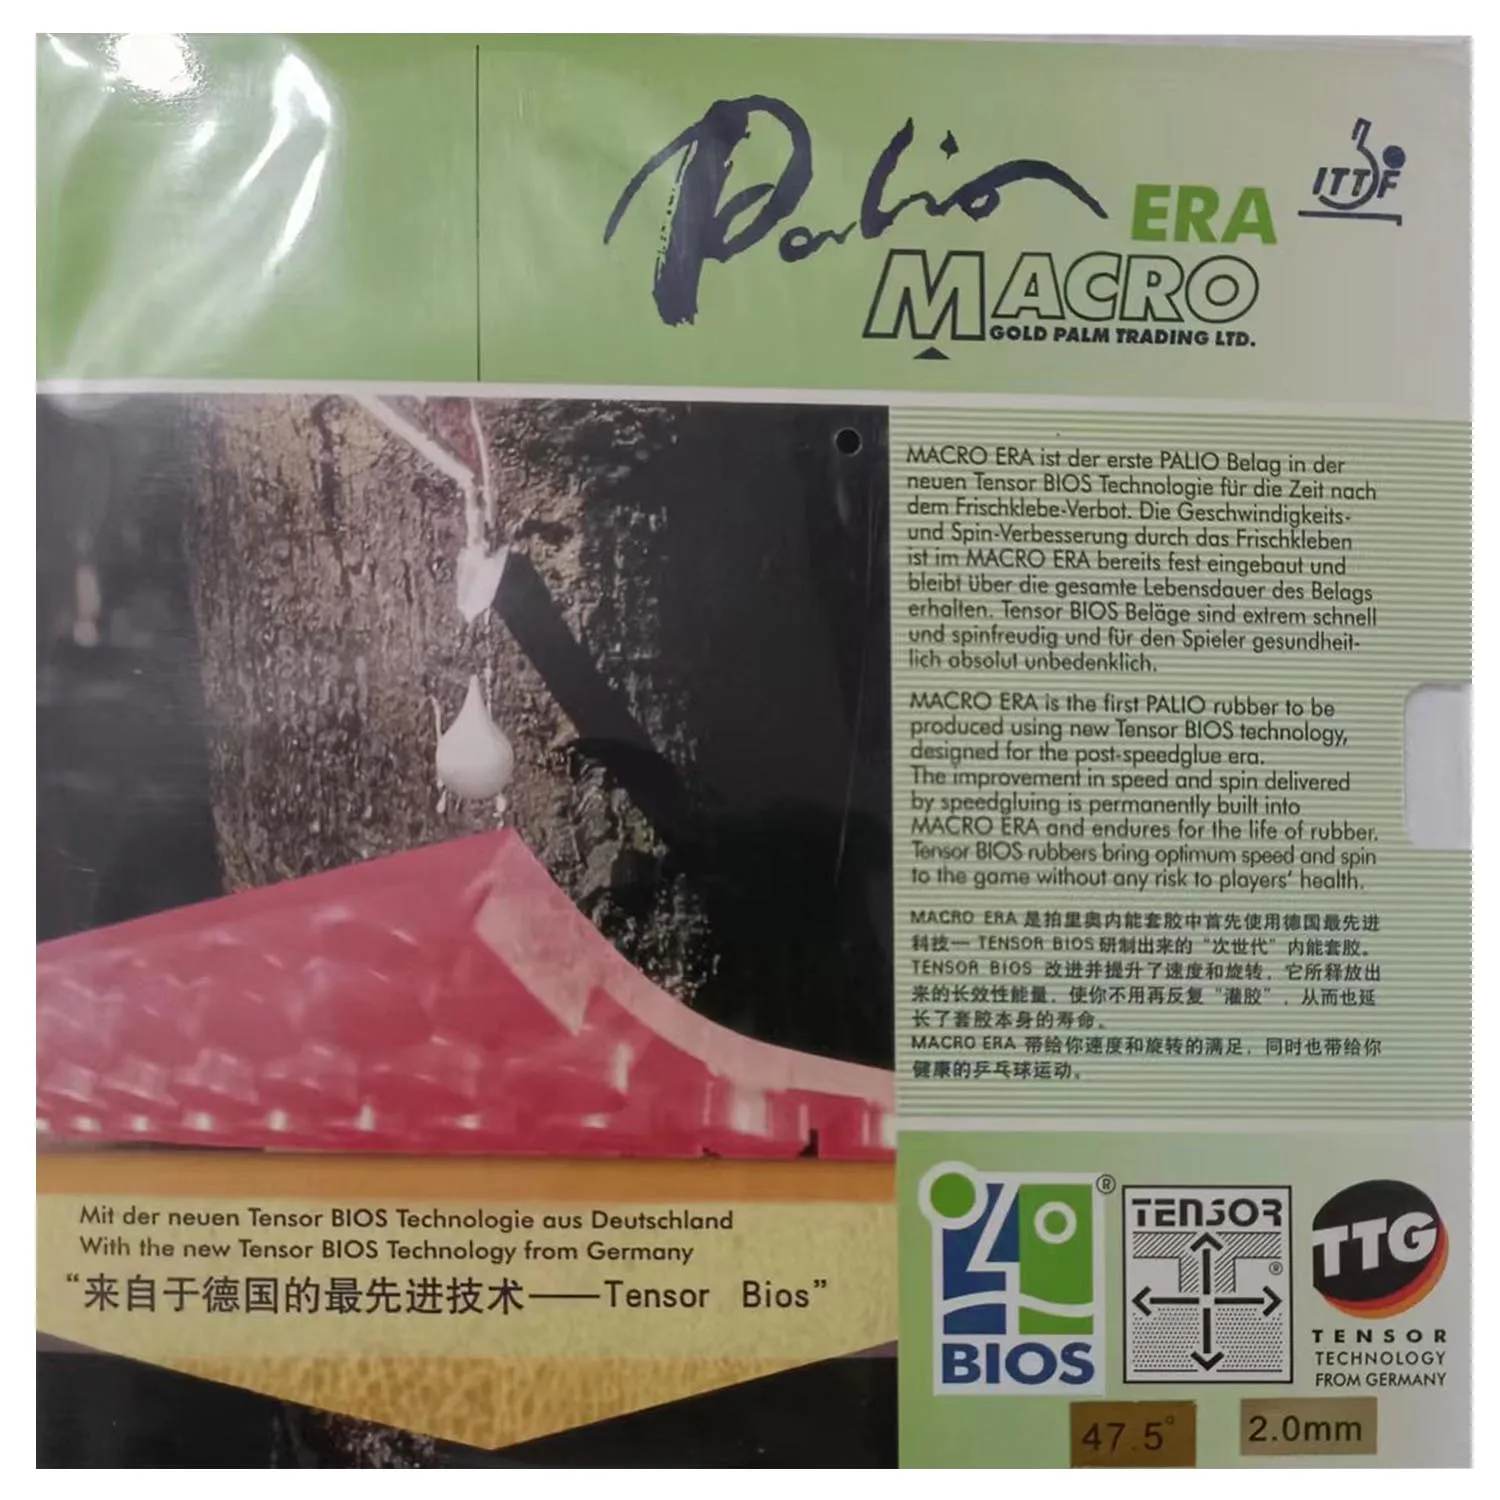 Palio
ERA
MACRO
GOLD PALM TRADING LTD.
ITTF
MACRO ERA ist der erste PALIO Belag in der
neuen Tensor BIOS Technologie für die Zeit nach
dem Frischklebe-Verbot. Die Geschwindigkeits-
und Spin-Verbesserung durch das Frischkleben
ist im MACRO ERA bereits fest eingebaut und
bleibt über die gesamte Lebensdauer des Belags
erhalten. Tensor BIOS Beläge sind extrem schnell
und spinfreudig und für den Spieler gesundheit-
lich absolut unbedenklich.
MACRO ERA is the first PALIO rubber to be
produced using new Tensor BIOS technology,
designed for the post-speedglue era.
The improvement in speed and spin delivered
by speedgluing is permanently built into
MACRO ERA and endures for the life of rubber.
Tensor BIOS rubbers bring optimum speed and spin
to the game without any risk to players' health.
MACRO ERA 是拍里奥内能套胶中首先使用德国最先进
科技— TENSOR BIOS研制出来的 “次世代” 内能套胶。
TENSOR BIOS 改进并提升了速度和旋转，它所释放出
来的长效性能量，使你不用再反复 “灌胶” ，从而也延
长了套胶本身的寿命。
MACRO ERA 带给你速度和旋转的满足，同时也带给你
健康的乒乓球运动。
Mit der neuen Tensor BIOS Technologie aus Deutschland
With the new Tensor BIOS Technology from Germany
“来自于德国的最先进技术——Tensor Bios”
®
BIOS
TENSOR
®
TTG
TENSOR
TECHNOLOGY
FROM GERMANY
47.5°
2.0mm